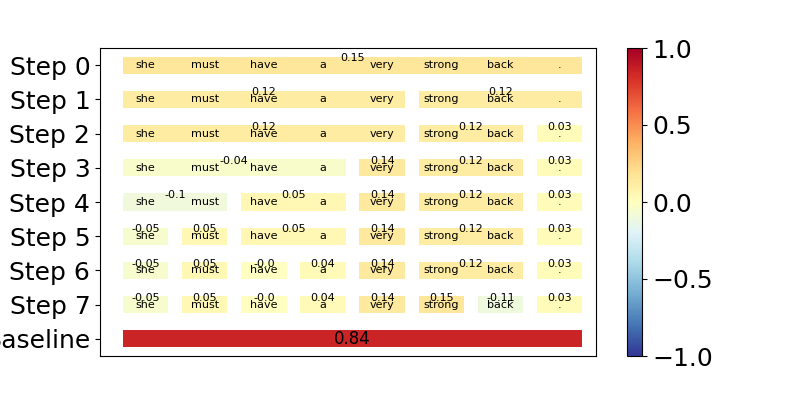 0.15
Step 0 she must have a very strong back .
0.12 0.12
Step 1 she must have a very strong back .
0.12 0.12 0.03
Step 2 she must have a very strong back .
-0.04 0.14 0.12 0.03
Step 3 she must have a very strong back .
-0.1 0.05 0.14 0.12 0.03
Step 4 she must have a very strong back .
-0.05 0.05 0.05 0.14 0.12 0.03
Step 5 she must have a very strong back .
-0.05 0.05 -0.0 0.04 0.14 0.12 0.03
Step 6 she must have a very strong back .
-0.05 0.05 -0.0 0.04 0.14 0.15 -0.11 0.03
Step 7 she must have a very strong back .
aseline 0.84
1.0
0.5
0.0
−0.5
−1.0